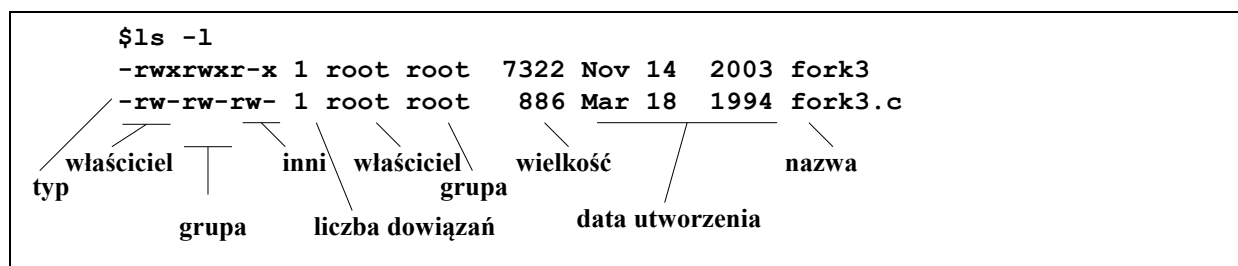 $ls -l
-rwxrwxr-x 1 root root 7322 Nov 14 2003 fork3
-rw-rw-rw- 1 root root 886 Mar 18 1994 fork3.c
właściciel inni właściciel wielkość nazwa
typ grupa
grupa liczba dowiązań data utworzenia